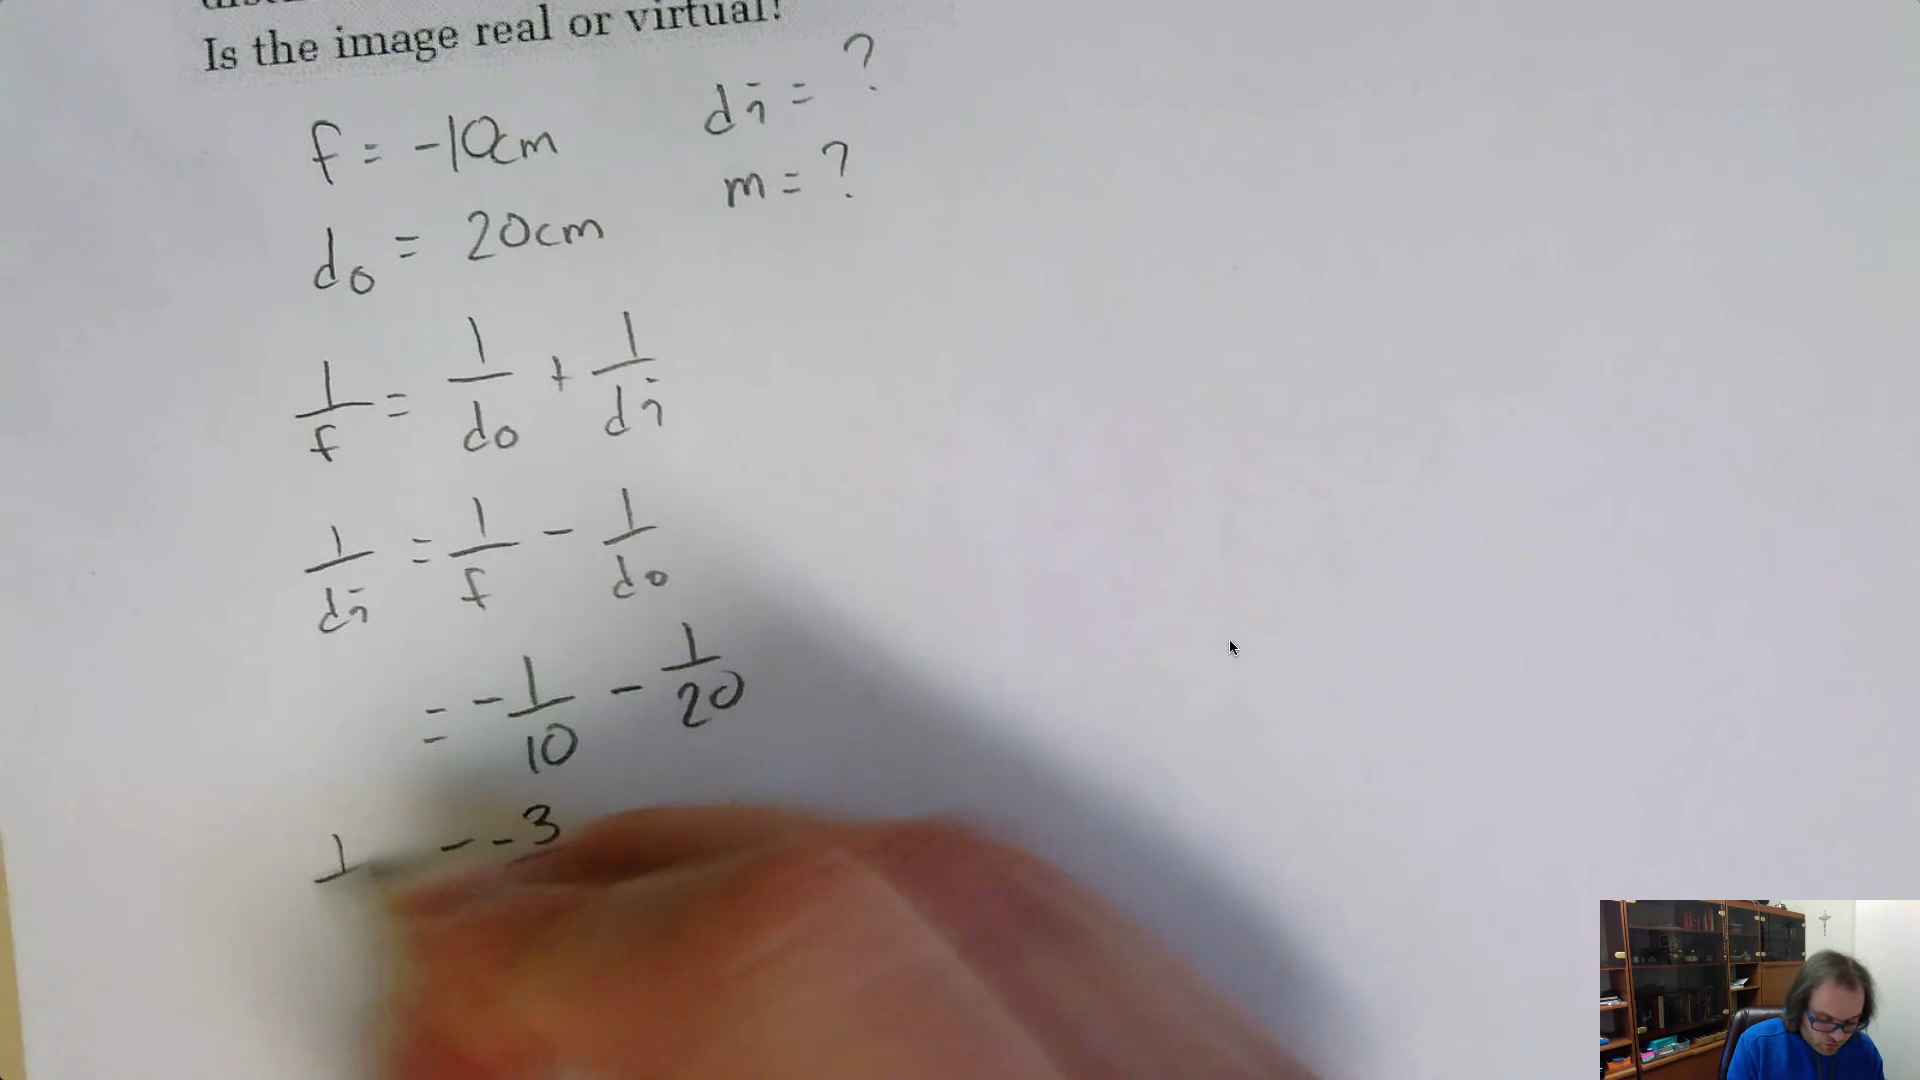 Is the image real or virtual?
f = -10cm
di = ?
m = ?
do = 20cm
1/f = 1/do + 1/di
1/di = 1/f - 1/do
= -1/10 - 1/20
1 = -3